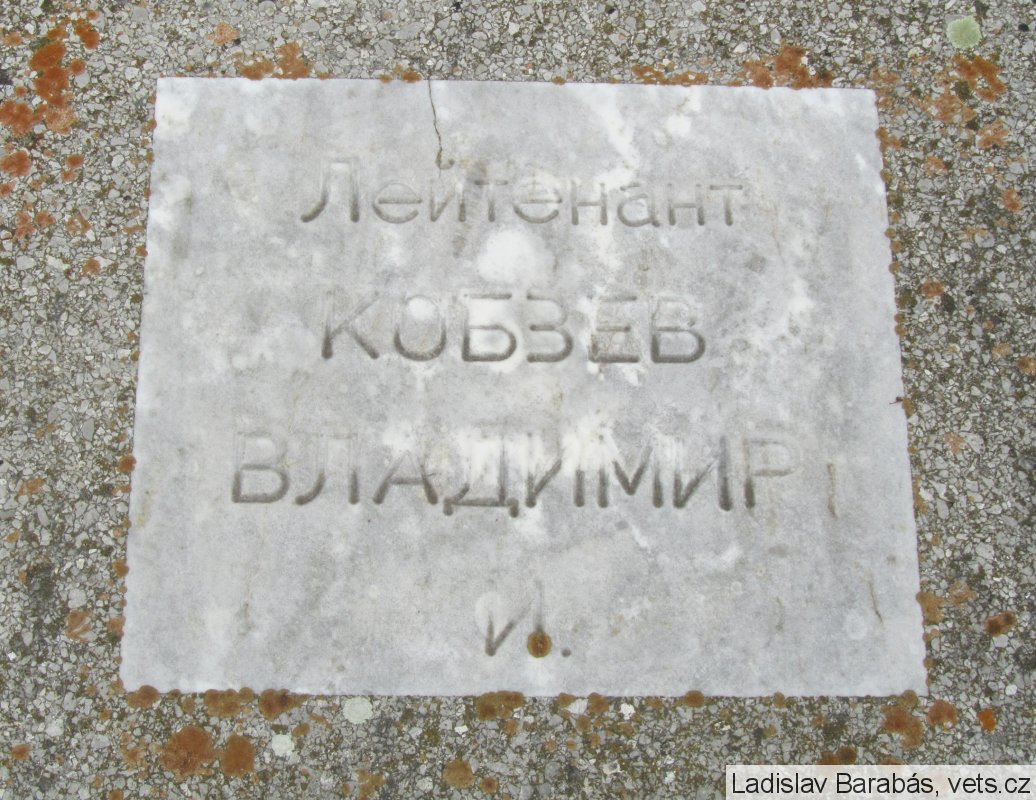 Лейтенант
КОБЗЕВ
ВЛАДИМИР
И.
Ladislav Barabás, vets.cz